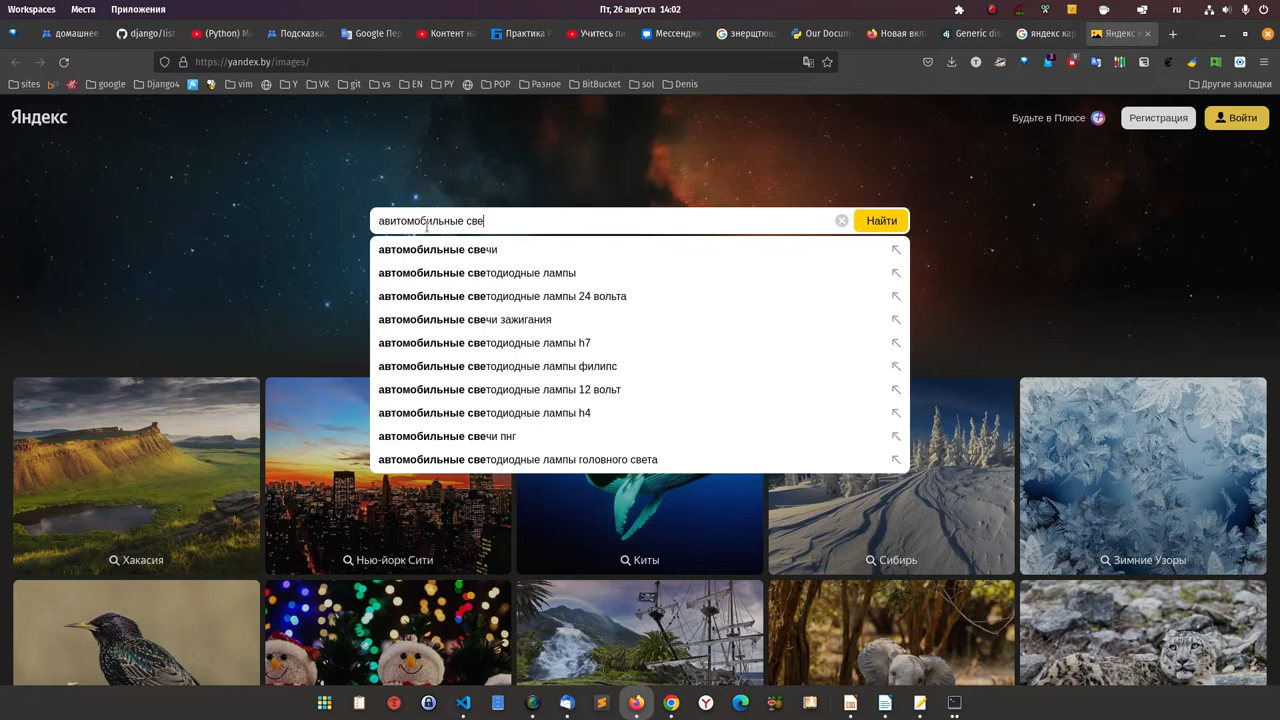 Workspaces Места Приложения Пт, 26 августа 14:02 ru
домашнее django/list. (Python) М Подсказка. Google Пер Контент на Практика Р Учитесь пи Мессендже знерщтющ Our Docum Новая вкл Generic dis яндекс кар Яндекс к
https://yandex.by/images/
sites google Django4 vim Y VK git vs EN PY POP Разное BitBucket sol Denis Другие закладки
Яндекс Будьте в Плюсе Регистрация Войти
авитомобильные све Найти
автомобильные свечи
автомобильные светодиодные лампы
автомобильные светодиодные лампы 24 вольта
автомобильные свечи зажигания
автомобильные светодиодные лампы h7
автомобильные светодиодные лампы филипс
автомобильные светодиодные лампы 12 вольт
автомобильные светодиодные лампы h4
автомобильные свечи пнг
автомобильные светодиодные лампы головного света
Хакасия Нью-йорк Сити Киты Сибирь Зимние Узоры